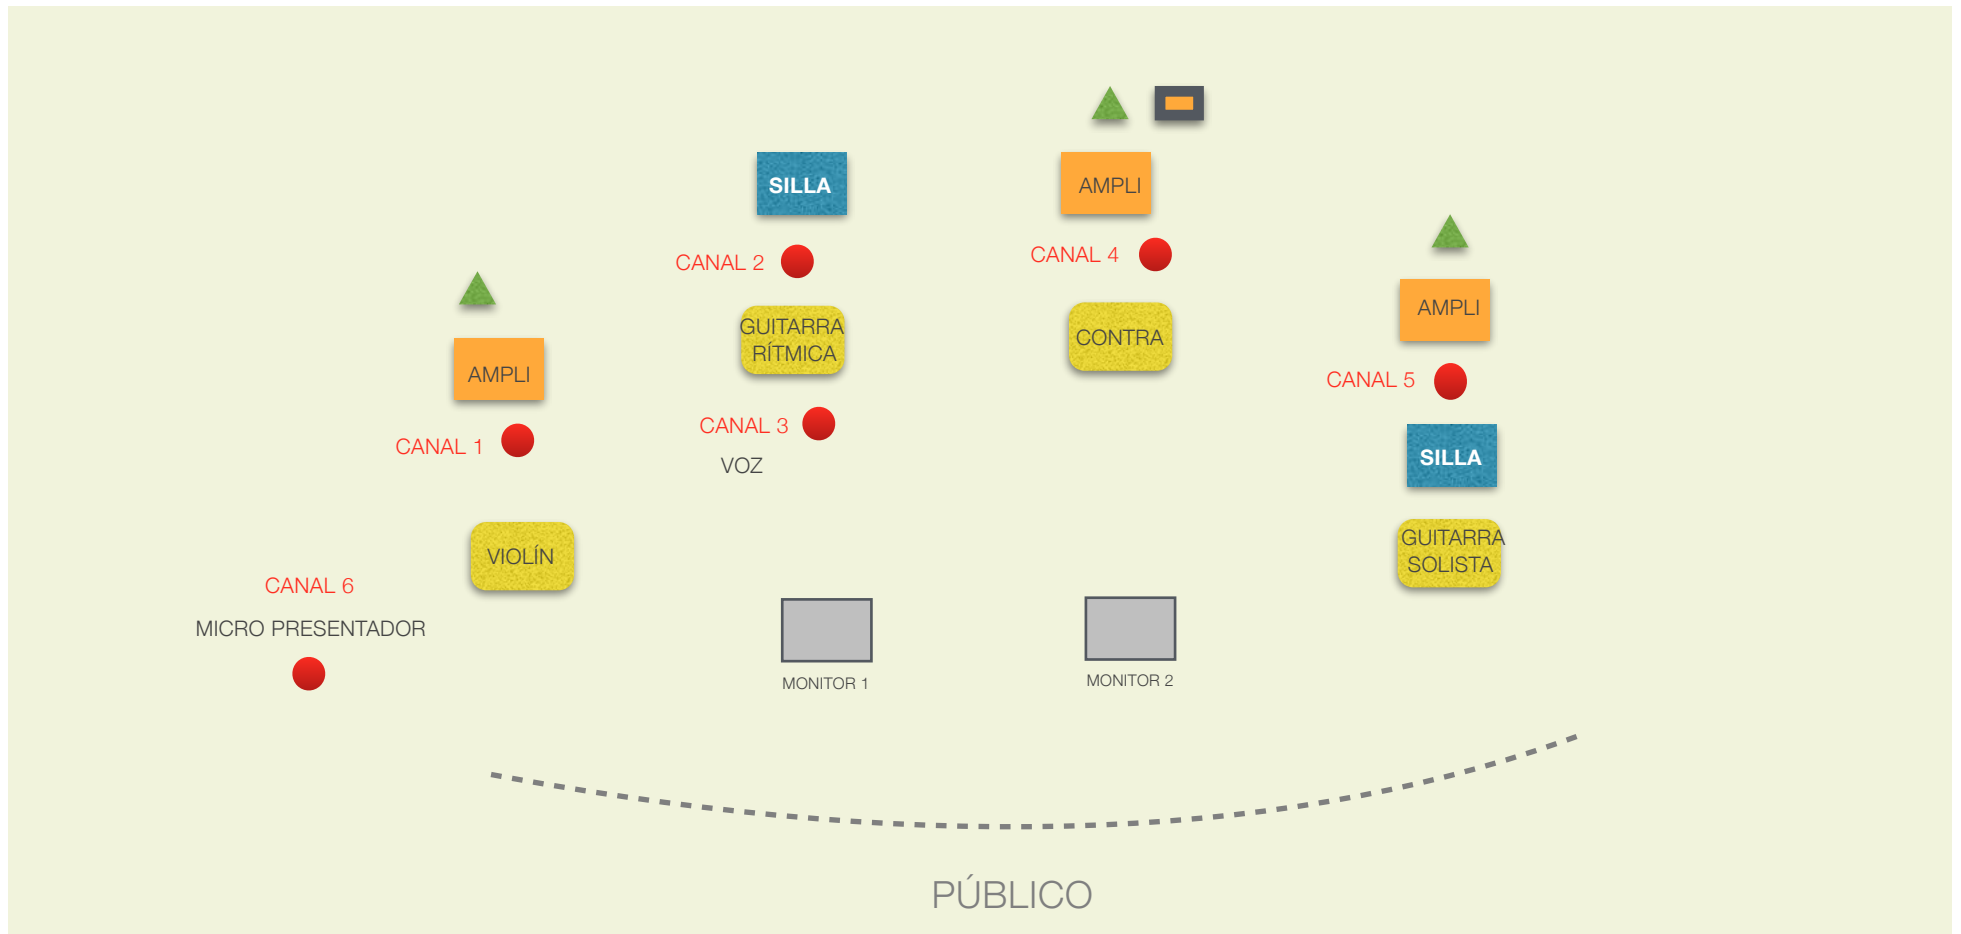 SILLA
AMPLI
CANAL 2
CANAL 4
AMPLI
GUITARRA
RÍTMICA
CONTRA
AMPLI
CANAL 5
CANAL 1
CANAL 3
VOZ
SILLA
VIOLÍN
GUITARRA
SOLISTA
CANAL 6
MICRO PRESENTADOR
MONITOR 1
MONITOR 2
PÚBLICO